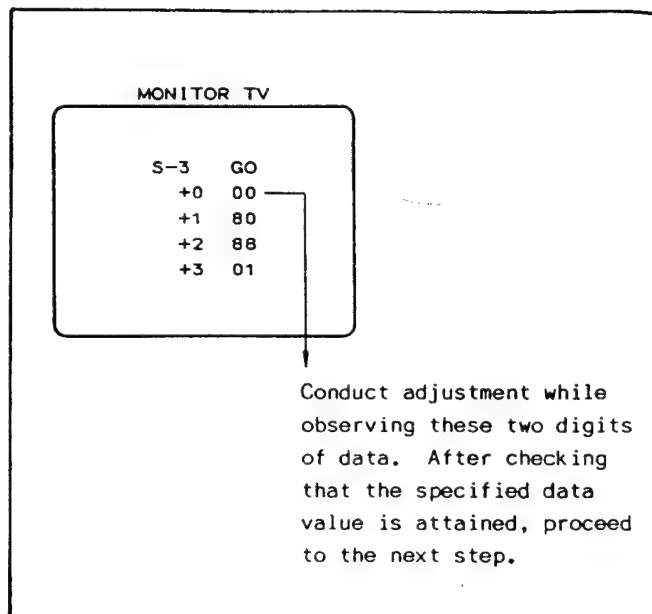 MONITOR TV
S-3 GO
+0 00
+1 80
+2 88
+3 01
Conduct adjustment while
observing these two digits
of data. After checking
that the specified data
value is attained, proceed
to the next step.